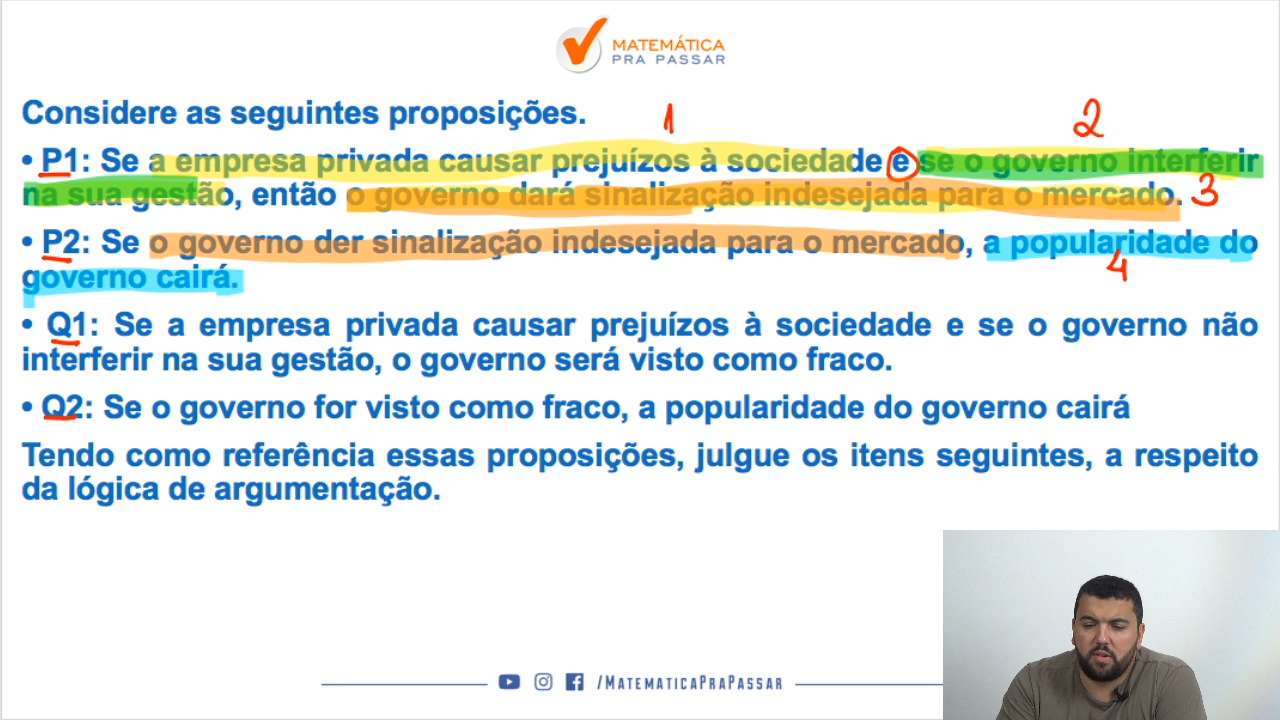 MATEMÁTICA
PRA PASSAR
Considere as seguintes proposições.
1
2
• P1: Se a empresa privada causar prejuízos à sociedade e se o governo interferir
na sua gestão, então o governo dará sinalização indesejada para o mercado. 3
• P2: Se o governo der sinalização indesejada para o mercado, a popularidade do
governo cairá.
4
• Q1: Se a empresa privada causar prejuízos à sociedade e se o governo não
interferir na sua gestão, o governo será visto como fraco.
• Q2: Se o governo for visto como fraco, a popularidade do governo cairá
Tendo como referência essas proposições, julgue os itens seguintes, a respeito
da lógica de argumentação.
/MATEMATICAPRAPASSAR